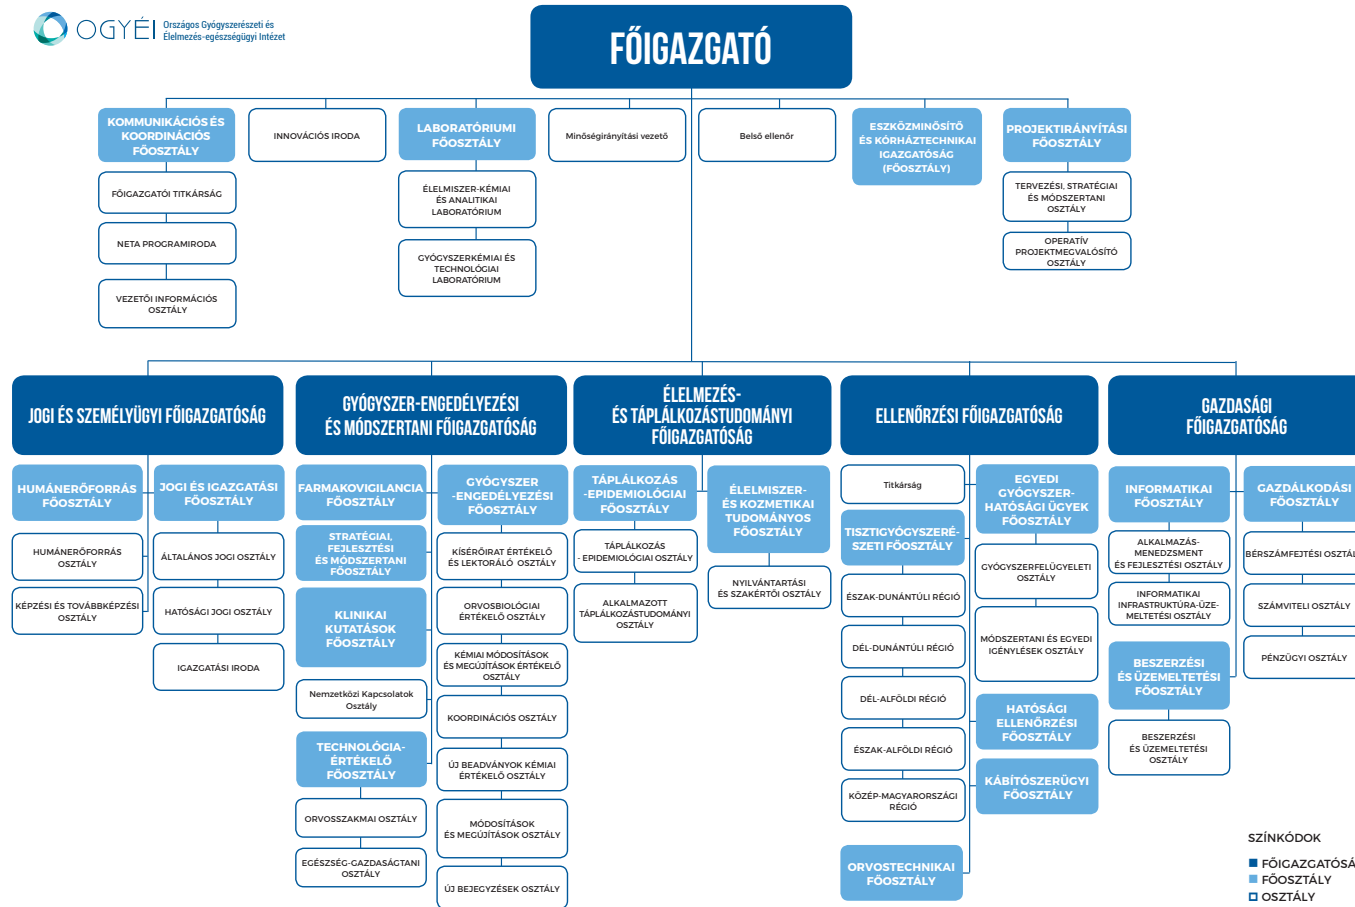 OGYÉI
Országos Gyógyszerészeti és
Élelmezés-egészségügyi Intézet
FŐIGAZGATÓ
KOMMUNIKÁCIÓS ÉS
KOORDINÁCIÓS
FŐOSZTÁLY
FŐIGAZGATÓI TITKÁRSÁG
NETA PROGRAMIRODA
VEZETŐI INFORMÁCIÓS
OSZTÁLY
INNOVÁCIÓS IRODA
LABORATÓRIUMI
FŐOSZTÁLY
ÉLELMISZER-KÉMIAI
ÉS ANALITIKAI
LABORATÓRIUM
GYÓGYSZERKÉMIAI ÉS
TECHNOLÓGIAI
LABORATÓRIUM
Minőségirányítási vezető
Belső ellenőr
ESZKÖZMINŐSÍTŐ
ÉS KÓRHÁZTECHNIKAI
IGAZGATÓSÁG
(FŐOSZTÁLY)
PROJEKTIRÁNYÍTÁSI
FŐOSZTÁLY
TERVEZÉSI, STRATÉGIAI
ÉS MÓDSZERTANI
OSZTÁLY
OPERATÍV
PROJEKTMEGVALÓSÍTÓ
OSZTÁLY
JOGI ÉS SZEMÉLYÜGYI FŐIGAZGATÓSÁG
HUMÁNERŐFORRÁS
FŐOSZTÁLY
HUMÁNERŐFORRÁS
OSZTÁLY
KÉPZÉSI ÉS TOVÁBBKÉPZÉSI
OSZTÁLY
JOGI ÉS IGAZGATÁSI
FŐOSZTÁLY
ÁLTALÁNOS JOGI OSZTÁLY
HATÓSÁGI JOGI OSZTÁLY
IGAZGATÁSI IRODA
GYÓGYSZER-ENGEDÉLYEZÉSI
ÉS MÓDSZERTANI FŐIGAZGATÓSÁG
FARMAKOVIGILANCIA
FŐOSZTÁLY
STRATÉGIAI,
FEJLESZTÉSI
ÉS MÓDSZERTANI
FŐOSZTÁLY
KLINIKAI
KUTATÁSOK
FŐOSZTÁLY
Nemzetközi Kapcsolatok
Osztály
TECHNOLÓGIA-
ÉRTÉKELŐ
FŐOSZTÁLY
ORVOSSZAKMAI OSZTÁLY
EGÉSZSÉG-GAZDASÁGTANI
OSZTÁLY
GYÓGYSZER
-ENGEDÉLYEZÉSI
FŐOSZTÁLY
KÍSÉRŐIRAT ÉRTÉKELŐ
ÉS LEKTORÁLÓ OSZTÁLY
ORVOSBIOLÓGIAI
ÉRTÉKELŐ OSZTÁLY
KÉMIAI MÓDOSÍTÁSOK
ÉS MEGÚJÍTÁSOK ÉRTÉKELŐ
OSZTÁLY
KOORDINÁCIÓS OSZTÁLY
ÚJ BEADVÁNYOK KÉMIAI
ÉRTÉKELŐ OSZTÁLY
MÓDOSÍTÁSOK
ÉS MEGÚJÍTÁSOK OSZTÁLY
ÚJ BEJEGYZÉSEK OSZTÁLY
ÉLELMEZÉS-
ÉS TÁPLÁLKOZÁSTUDOMÁNYI
FŐIGAZGATÓSÁG
TÁPLÁLKOZÁS
-EPIDEMIOLÓGIAI
FŐOSZTÁLY
TÁPLÁLKOZÁS
- EPIDEMIOLÓGIAI OSZTÁLY
ALKALMAZOTT
TÁPLÁLKOZÁSTUDOMÁNYI
OSZTÁLY
ÉLELMISZER-
ÉS KOZMETIKAI
TUDOMÁNYOS
FŐOSZTÁLY
NYILVÁNTARTÁSI
ÉS SZAKÉRTŐI OSZTÁLY
ELLENŐRZÉSI FŐIGAZGATÓSÁG
Titkárság
TISZTIGYÓGYSZERÉ-
SZETI FŐOSZTÁLY
ÉSZAK-DUNÁNTÚLI RÉGIÓ
DÉL-DUNÁNTÚLI RÉGIÓ
DÉL-ALFÖLDI RÉGIÓ
ÉSZAK-ALFÖLDI RÉGIÓ
KÖZÉP-MAGYARORSZÁGI
RÉGIÓ
ORVOSTECHNIKAI
FŐOSZTÁLY
EGYEDI
GYÓGYSZER-
HATÓSÁGI ÜGYEK
FŐOSZTÁLY
GYÓGYSZERFELÜGYELETI
OSZTÁLY
MÓDSZERTANI ÉS EGYEDI
IGÉNYLÉSEK OSZTÁLY
HATÓSÁGI
ELLENŐRZÉSI
FŐOSZTÁLY
KÁBÍTÓSZERÜGYI
FŐOSZTÁLY
GAZDASÁGI
FŐIGAZGATÓSÁG
INFORMATIKAI
FŐOSZTÁLY
ALKALMAZÁS-
MENEDZSMENT
ÉS FEJLESZTÉSI OSZTÁLY
INFORMATIKAI
INFRASTRUKTÚRA-ÜZE-
MELTETÉSI OSZTÁLY
BESZERZÉSI
ÉS ÜZEMELTETÉSI
FŐOSZTÁLY
BESZERZÉSI
ÉS ÜZEMELTETÉSI
OSZTÁLY
GAZDÁLKODÁSI
FŐOSZTÁLY
BÉRSZÁMFEJTÉSI OSZTÁLY
SZÁMVITELI OSZTÁLY
PÉNZÜGYI OSZTÁLY
SZÍNKÓDOK
FŐIGAZGATÓSÁ
FŐOSZTÁLY
OSZTÁLY